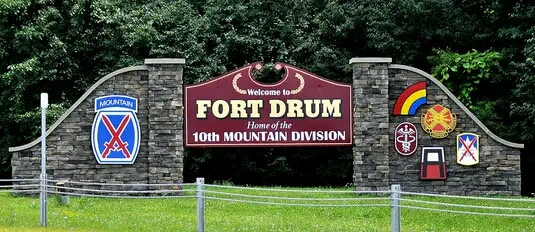 MOUNTAIN
Welcome to
FORT DRUM
Home of the
10th MOUNTAIN DIVISION